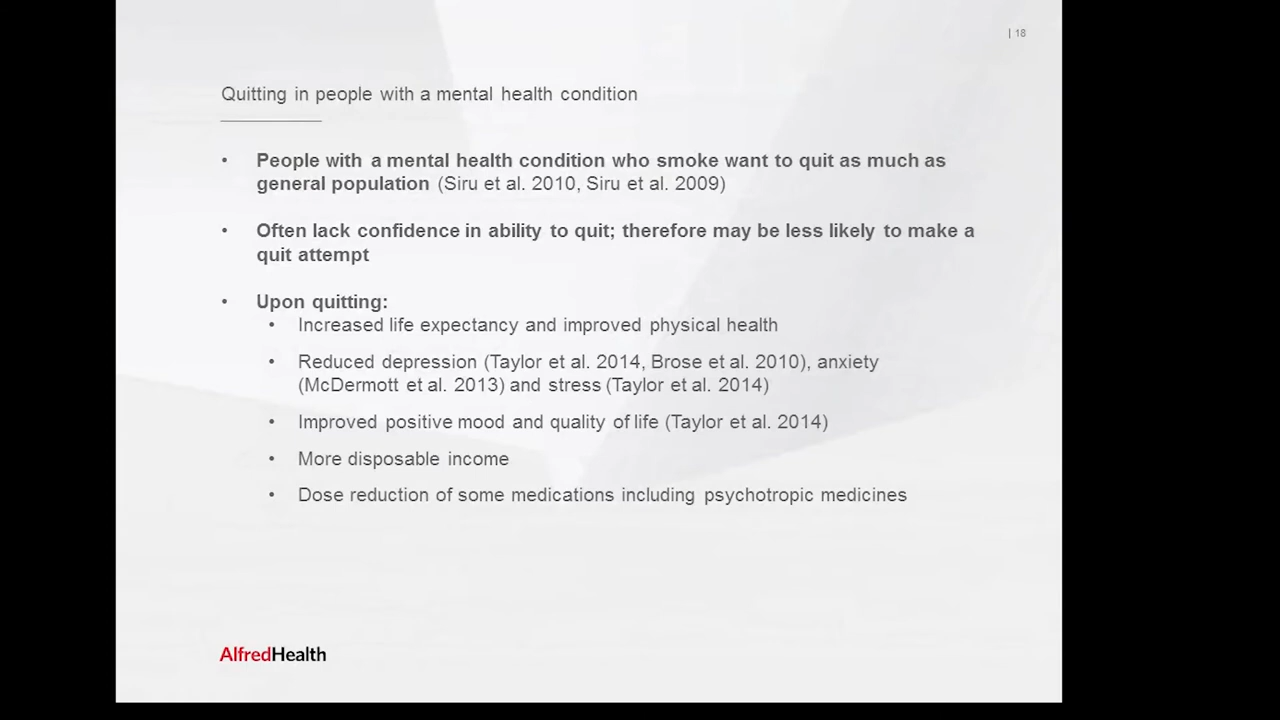 | 18
Quitting in people with a mental health condition
• People with a mental health condition who smoke want to quit as much as
general population (Siru et al. 2010, Siru et al. 2009)
• Often lack confidence in ability to quit; therefore may be less likely to make a
quit attempt
• Upon quitting:
• Increased life expectancy and improved physical health
• Reduced depression (Taylor et al. 2014, Brose et al. 2010), anxiety
(McDermott et al. 2013) and stress (Taylor et al. 2014)
• Improved positive mood and quality of life (Taylor et al. 2014)
• More disposable income
• Dose reduction of some medications including psychotropic medicines
AlfredHealth